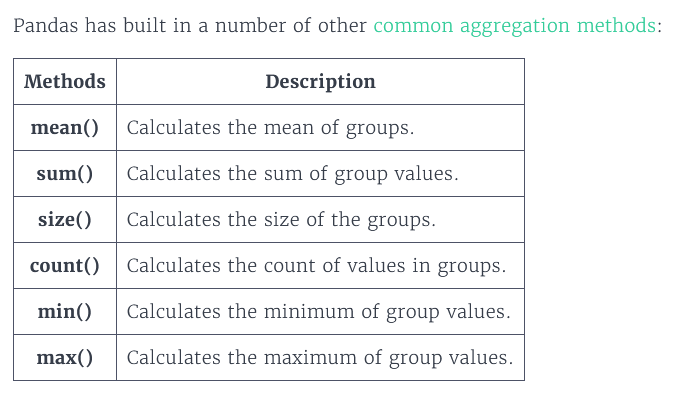 Pandas has built in a number of other common aggregation methods:
Methods Description
mean() Calculates the mean of groups.
sum() Calculates the sum of group values.
size() Calculates the size of the groups.
count() Calculates the count of values in groups.
min() Calculates the minimum of group values.
max() Calculates the maximum of group values.